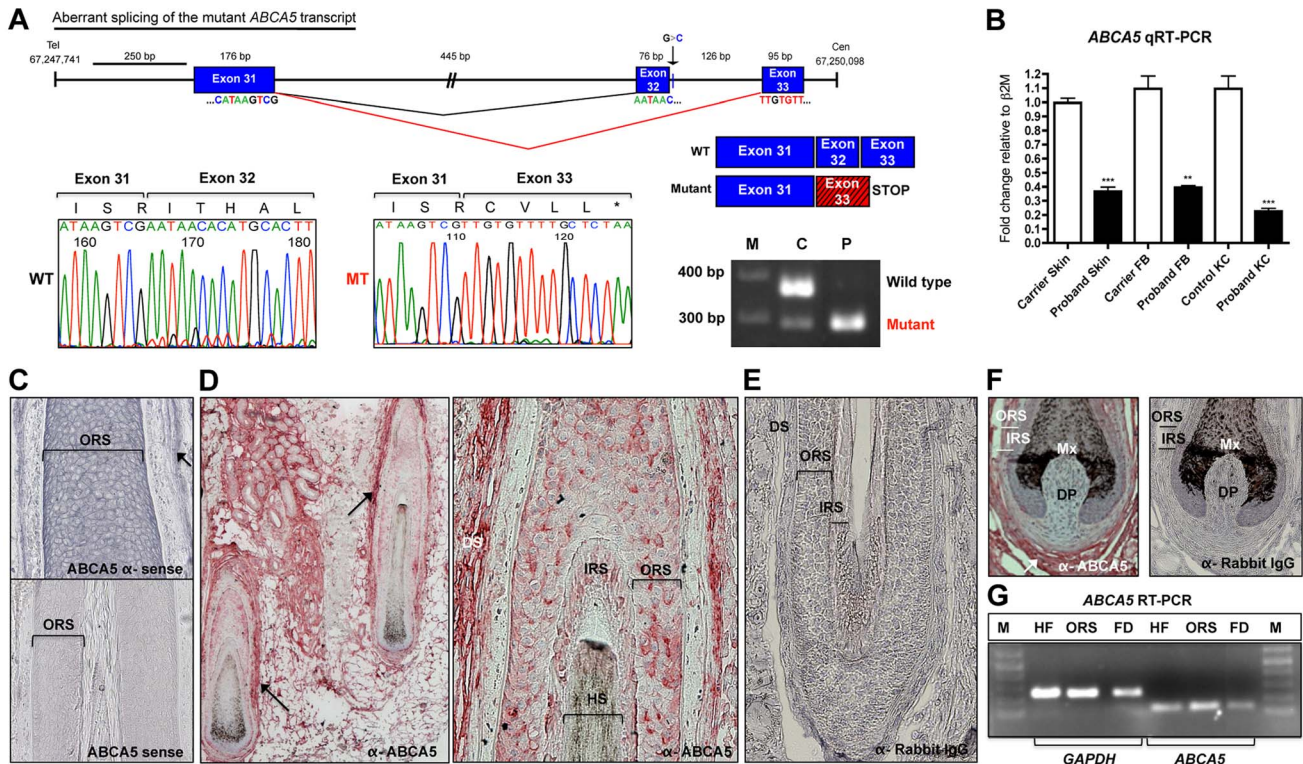 A
Aberrant splicing of the mutant ABCA5 transcript
Tel
67,247,741
250 bp
176 bp
445 bp
G>C
76 bp
126 bp
95 bp
Cen
67,250,098
Exon 31
Exon 32
Exon 33
...CATAAGTCG
AATAAC...
TTGTGTT...
WT
Exon 31
Exon 32
Exon 33
Mutant
Exon 31
Exon 33
STOP
Exon 31
Exon 32
I S R I T H A L
ATAAGTCGAATAACACATGCACTT
160
170
180
WT
Exon 31
Exon 33
I S R C V L L *
ATAAGTCGTTGTGTTTTGCTCTAA
110
120
MT
M C P
400 bp
300 bp
Wild type
Mutant
B
ABCA5 qRT-PCR
Fold change relative to β2M
1.2
1.1
1.0
0.9
0.8
0.7
0.6
0.5
0.4
0.3
0.2
0.1
0.0
***
**
***
Carrier Skin
Proband Skin
Carrier FB
Proband FB
Control KC
Proband KC
C
ORS
ABCA5 α- sense
ORS
ABCA5 sense
D
α- ABCA5
DS
IRS
ORS
HS
α- ABCA5
E
DS
ORS
IRS
α- Rabbit IgG
F
ORS
IRS
Mx
DP
α- ABCA5
ORS
IRS
Mx
DP
α- Rabbit IgG
G
ABCA5 RT-PCR
M HF ORS FD HF ORS FD M
GAPDH
ABCA5